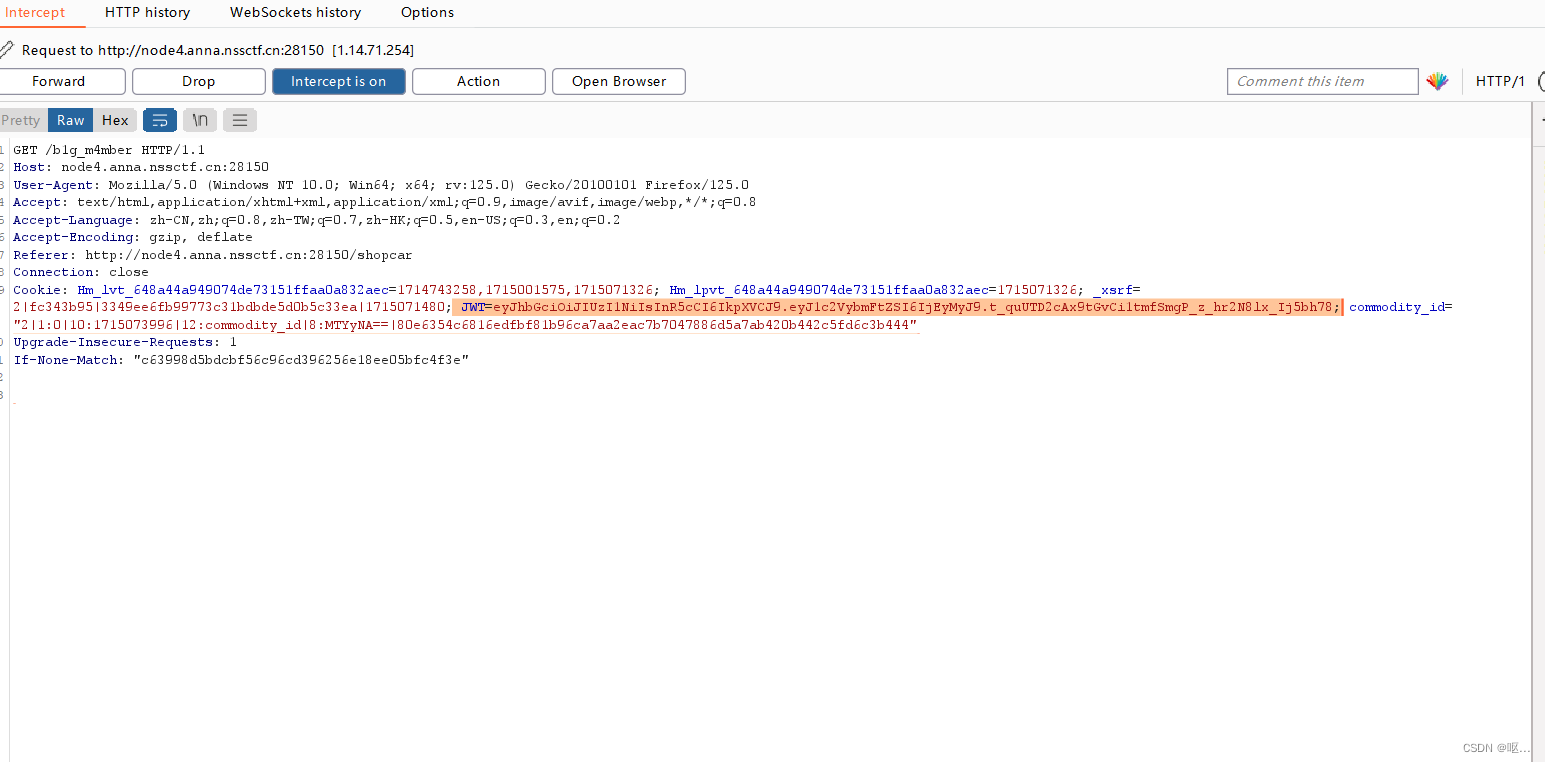 Intercept HTTP history WebSockets history Options
Request to http://node4.anna.nssctf.cn:28150 [1.14.71.254]
Forward Drop Intercept is on Action Open Browser Comment this item HTTP/1
Pretty Raw Hex \n
1 GET /b1g_m4mber HTTP/1.1
2 Host: node4.anna.nssctf.cn:28150
3 User-Agent: Mozilla/5.0 (Windows NT 10.0; Win64; x64; rv:125.0) Gecko/20100101 Firefox/125.0
4 Accept: text/html,application/xhtml+xml,application/xml;q=0.9,image/avif,image/webp,*/*;q=0.8
5 Accept-Language: zh-CN,zh;q=0.8,zh-TW;q=0.7,zh-HK;q=0.5,en-US;q=0.3,en;q=0.2
6 Accept-Encoding: gzip, deflate
7 Referer: http://node4.anna.nssctf.cn:28150/shopcar
8 Connection: close
9 Cookie: Hm_lvt_648a44a949074de73151ffaa0a832aec=1714743258,1715001575,1715071326; Hm_lpvt_648a44a949074de73151ffaa0a832aec=1715071326; _xsrf=
2|fc343b95|3349ee6fb99773c31bdbde5d0b5c33ea|1715071480; JWT=eyJhbGciOiJIUzI1NiIsInR5cCI6IkpXVCJ9.eyJ1c2VybmFtZSI6IjEyMyJ9.t_quUTD2cAx9tGvCi1tmfSmgP_z_hr2N8lx_Ij5bh78; commodity_id=
"2|1:0|10:1715073996|12:commodity_id|8:MTYyNA==|80e6354c6816edfbf81b96ca7aa2eac7b7047886d5a7ab420b442c5fd6c3b444"
0 Upgrade-Insecure-Requests: 1
1 If-None-Match: "c63998d5bdcbf56c96cd396256e18ee05bfc4f3e"
2
3
CSDN @呕...